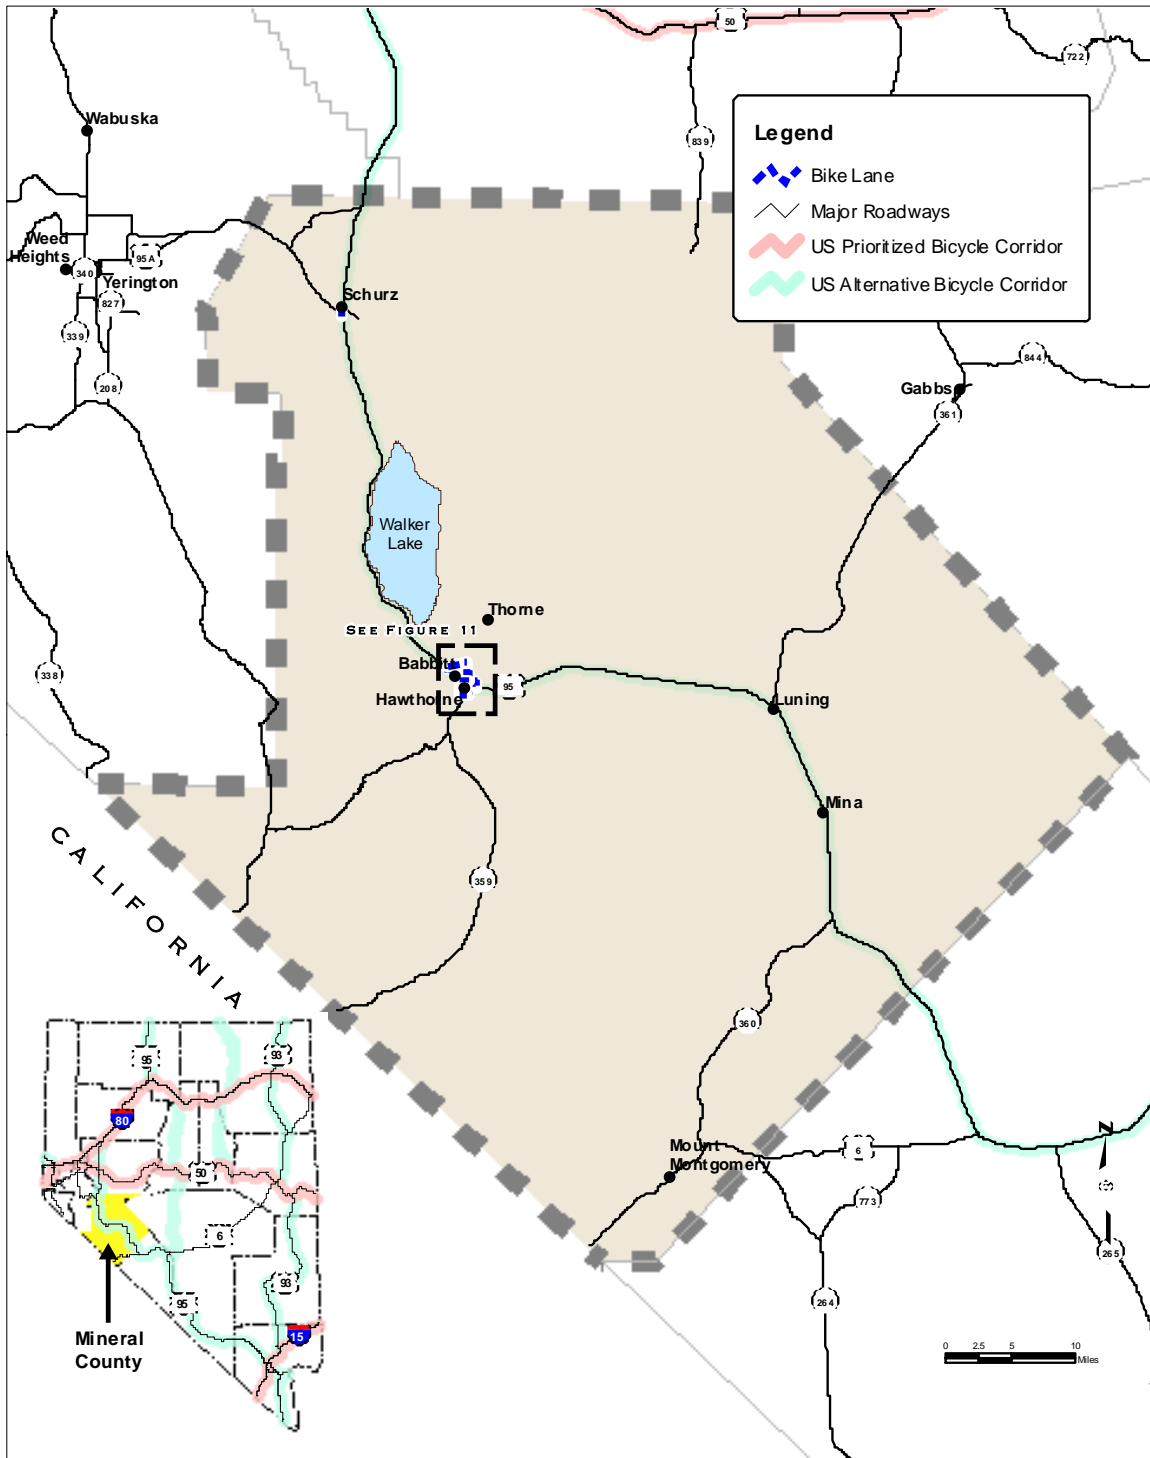 50
722
Wabuska
839
Legend
Bike Lane
Major Roadways
US Prioritized Bicycle Corridor
US Alternative Bicycle Corridor
Weed
Heights
95A
340
Yerington
827
Schurz
339
844
208
Gabbs
361
Walker
Lake
Thorne
SEE FIGURE 11
Babbitt
338
95
Hawthorne
Luning
Mina
CALIFORNIA
359
360
95
93
80
Mount
Montgomery
6
50
773
6
265
93
95
264
15
Mineral
County
0 2.5 5 10
Miles
N